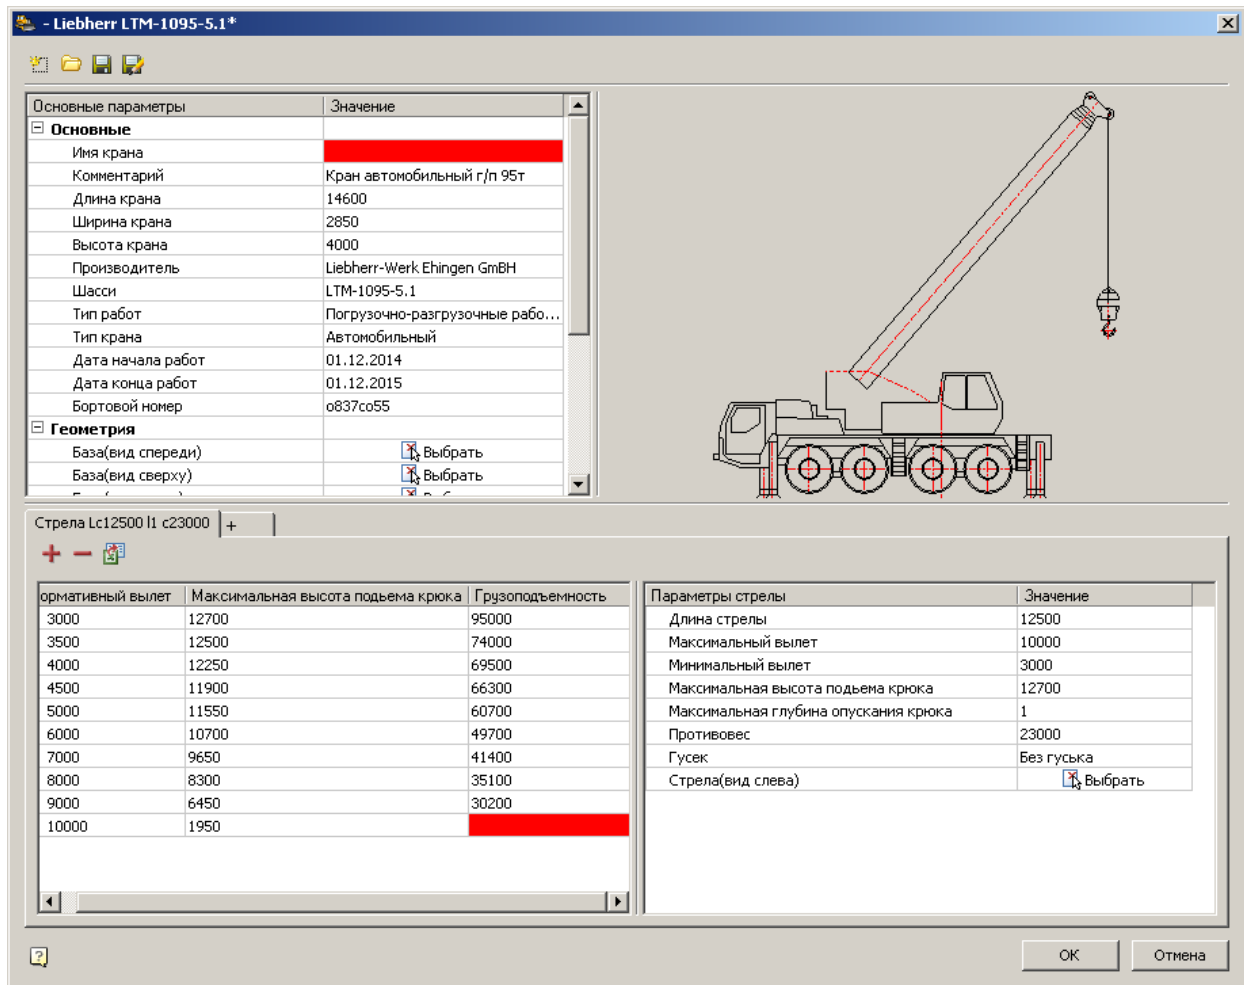 - Liebherr LTM-1095-5.1*
Основные параметры Значение
Основные
Имя крана
Комментарий Кран автомобильный г/п 95т
Длина крана 14600
Ширина крана 2850
Высота крана 4000
Производитель Liebherr-Werk Ehingen GmBH
Шасси LTM-1095-5.1
Тип работ Погрузочно-разгрузочные рабо...
Тип крана Автомобильный
Дата начала работ 01.12.2014
Дата конца работ 01.12.2015
Бортовой номер о837со55
Геометрия
База(вид спереди) Выбрать
База(вид сверху) Выбрать
Стрела Lc12500 l1 c23000 +
ормативный вылет Максимальная высота подьема крюка Грузоподъемность
3000 12700 95000
3500 12500 74000
4000 12250 69500
4500 11900 66300
5000 11550 60700
6000 10700 49700
7000 9650 41400
8000 8300 35100
9000 6450 30200
10000 1950
Параметры стрелы Значение
Длина стрелы 12500
Максимальный вылет 10000
Минимальный вылет 3000
Максимальная высота подьема крюка 12700
Максимальная глубина опускания крюка 1
Противовес 23000
Гусек Без гуська
Стрела(вид слева) Выбрать
ОК Отмена